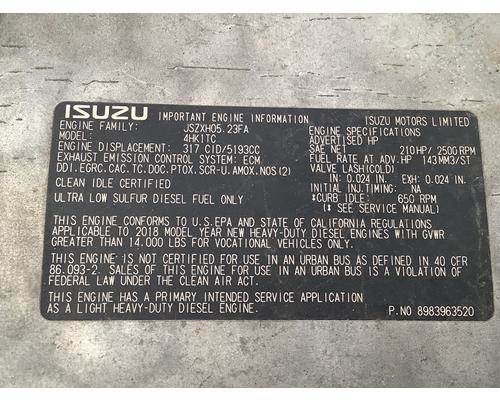 ISUZU IMPORTANT ENGINE INFORMATION ISUZU MOTORS LIMITED
ENGINE FAMILY: JSZXH05.23FA
MODEL: 4HK1TC
ENGINE DISPLACEMENT: 317 CID/5193CC
EXHAUST EMISSION CONTROL SYSTEM: ECM
DDI.EGRC.CAC.TC.DOC.PTOX.SCR-U.AMOX.NOS(2)
CLEAN IDLE CERTIFIED
ULTRA LOW SULFUR DIESEL FUEL ONLY
ENGINE SPECIFICATIONS
ADVERTISED HP
SAE NET 210HP/2500RPM
FUEL RATE AT ADV.HP 143MM3/ST
VALVE LASH(COLD)
IN: 0.024 IN. EXH: 0.024 IN.
INITIAL INJ.TIMING: NA
*CURB IDLE: 650 RPM
(* SEE SERVICE MANUAL)
THIS ENGINE CONFORMS TO U.S.EPA AND STATE OF CALIFORNIA REGULATIONS
APPLICABLE TO 2018 MODEL YEAR NEW HEAVY-DUTY DIESEL ENGINES WITH GVWR
GREATER THAN 14.000 LBS FOR VOCATIONAL VEHICLES ONLY.
THIS ENGINE IS NOT CERTIFIED FOR USE IN AN URBAN BUS AS DEFINED IN 40 CFR
86.093-2. SALES OF THIS ENGINE FOR USE IN AN URBAN BUS IS A VIOLATION OF
FEDERAL LAW UNDER THE CLEAN AIR ACT.
THIS ENGINE HAS A PRIMARY INTENDED SERVICE APPLICATION
AS A LIGHT HEAVY-DUTY DIESEL ENGINE.
P.NO 8983963520